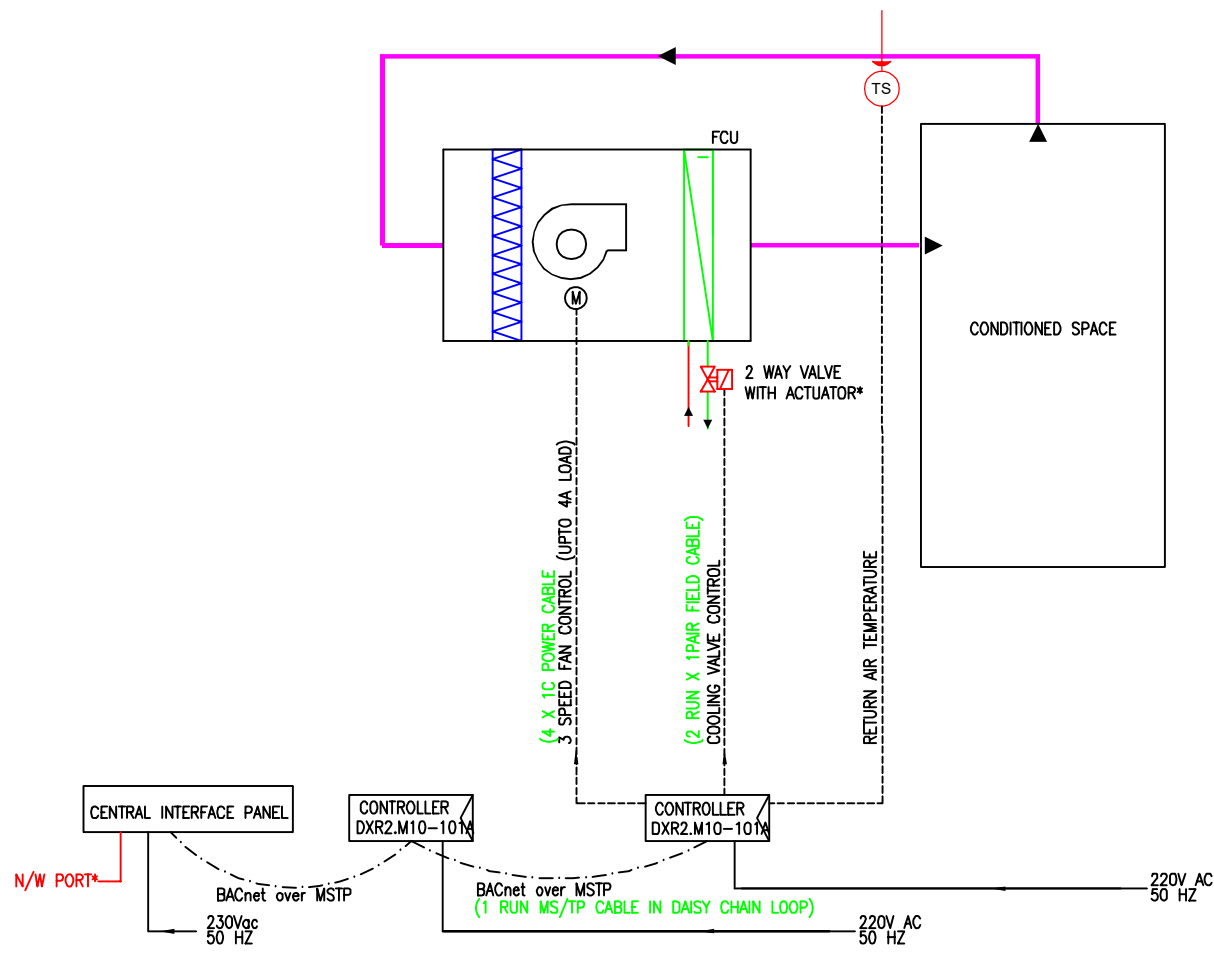 TS
FCU
M
CONDITIONED SPACE
2 WAY VALVE
WITH ACTUATOR*
(4 X 1C POWER CABLE
3 SPEED FAN CONTROL (UPTO 4A LOAD)
(2 RUN X 1PAIR FIELD CABLE)
COOLING VALVE CONTROL
RETURN AIR TEMPERATURE
CENTRAL INTERFACE PANEL
CONTROLLER
DXR2.M10-101A
CONTROLLER
DXR2.M10-101A
N/W PORT*
BACnet over MSTP
BACnet over MSTP
(1 RUN MS/TP CABLE IN DAISY CHAIN LOOP)
220V AC
50 HZ
230Vac
50 HZ
220V AC
50 HZ